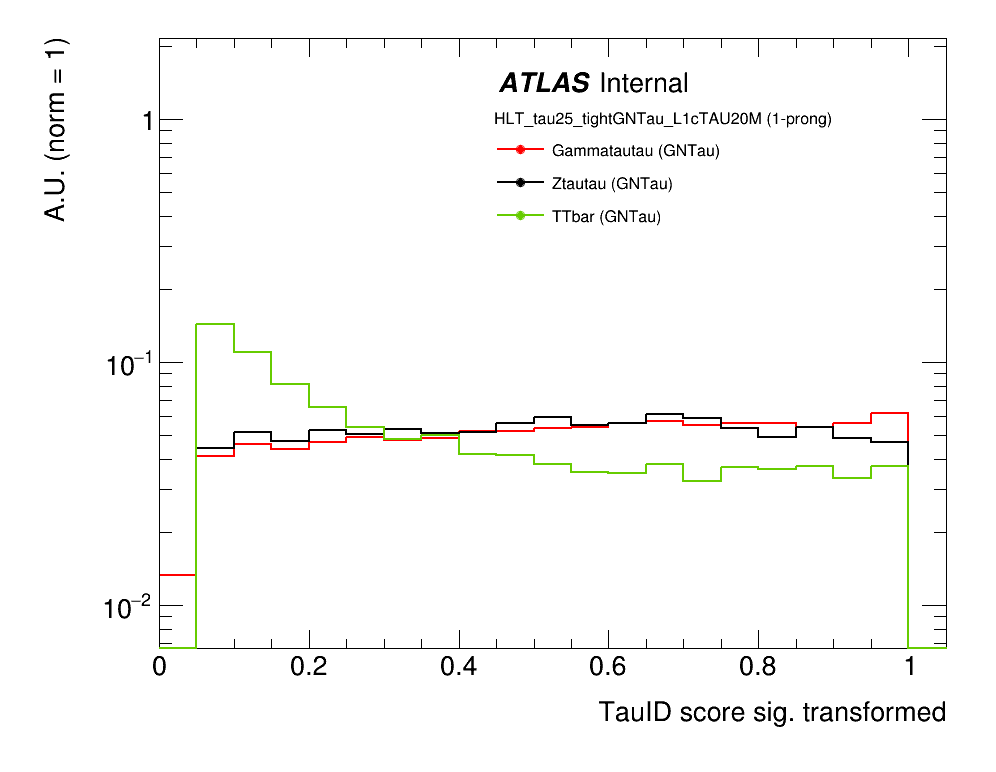 A.U. (norm = 1)
ATLAS Internal
HLT_tau25_tightGNTau_L1cTAU20M (1-prong)
Gammatautau (GNTau)
Ztautau (GNTau)
TTbar (GNTau)
1
10⁻¹
10⁻²
0 0.2 0.4 0.6 0.8 1
TauID score sig. transformed